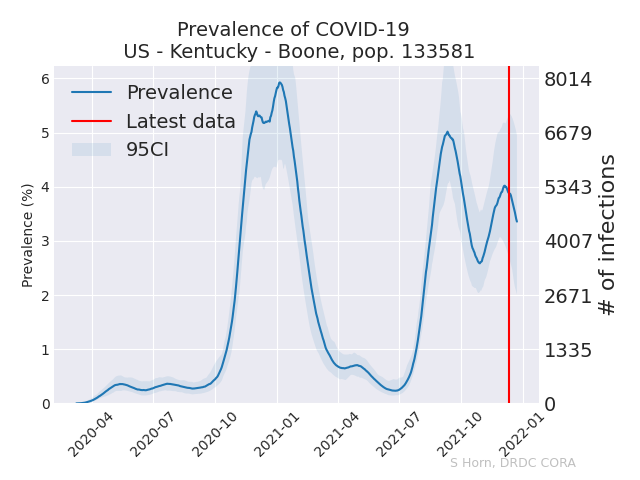 Prevalence of COVID-19
US - Kentucky - Boone, pop. 133581
Prevalence
Latest data
95CI
Prevalence (%)
6
5
4
3
2
1
0
8014
6679
5343
4007
2671
1335
0
# of infections
2020-04
2020-07
2020-10
2021-01
2021-04
2021-07
2021-10
2022-01
S Horn, DRDC CORA